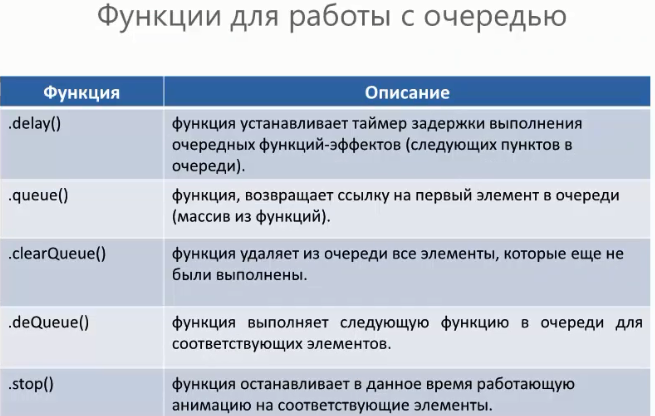 Функции для работы с очередью
Функция Описание
.delay() функция устанавливает таймер задержки выполнения
очередных функций-эффектов (следующих пунктов в
очереди).
.queue() функция, возвращает ссылку на первый элемент в очереди
(массив из функций).
.clearQueue() функция удаляет из очереди все элементы, которые еще не
были выполнены.
.deQueue() функция выполняет следующую функцию в очереди для
соответствующих элементов.
.stop() функция останавливает в данное время работающую
анимацию на соответствующие элементы.